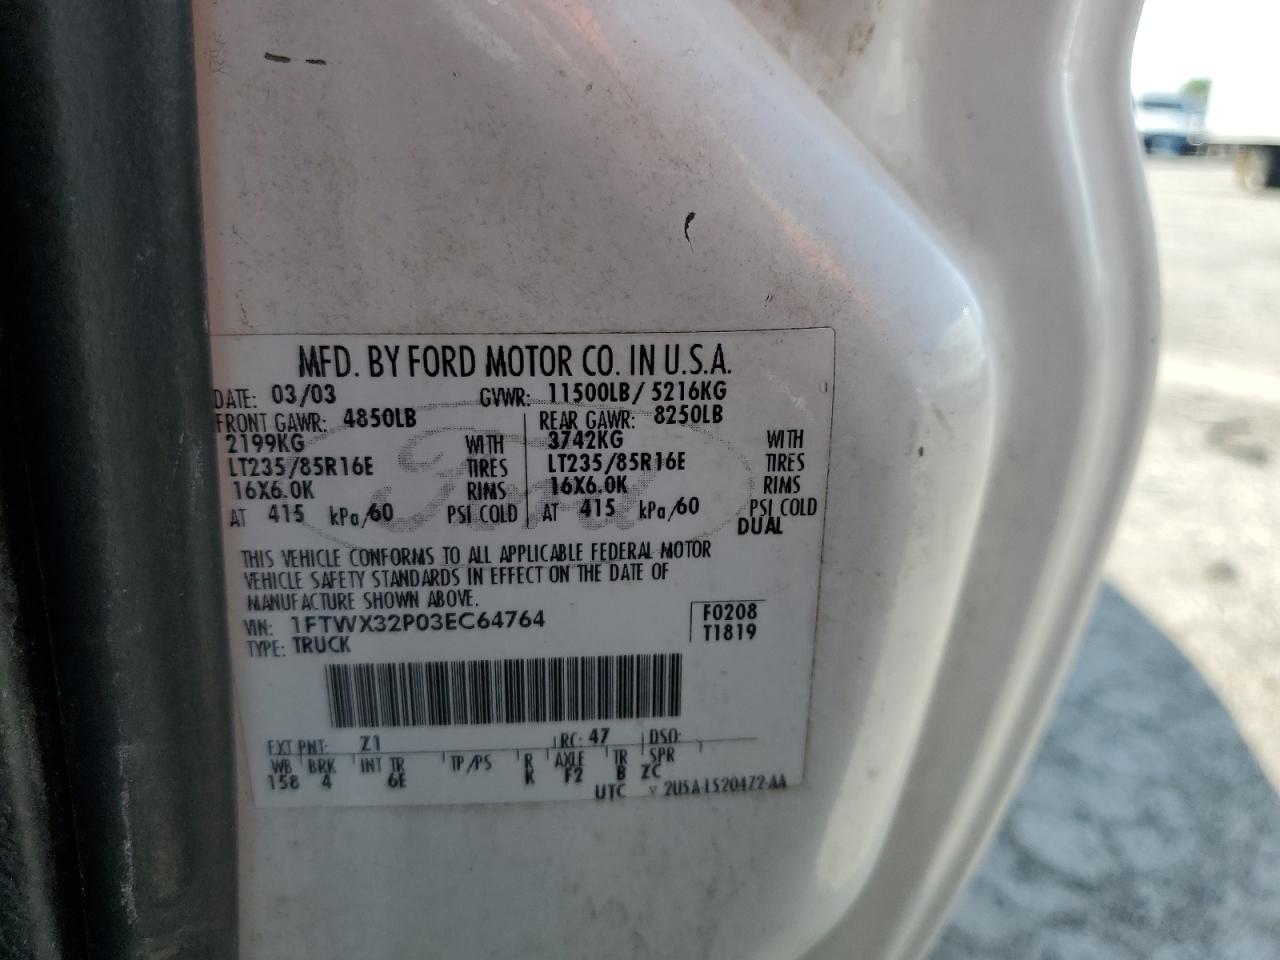 MFD. BY FORD MOTOR CO. IN U.S.A.
DATE: 03/03 GVWR: 11500LB/ 5216KG
FRONT GAWR: 4850LB REAR GAWR: 8250LB
2199KG WITH 3742KG WITH
LT235/85R16E TIRES LT235/85R16E TIRES
16X6.0K RIMS 16X6.0K RIMS
AT 415 kPa/60 PSI COLD AT 415 kPa/60 PSI COLD
DUAL
Ford
THIS VEHICLE CONFORMS TO ALL APPLICABLE FEDERAL MOTOR
VEHICLE SAFETY STANDARDS IN EFFECT ON THE DATE OF
MANUFACTURE SHOWN ABOVE.
VIN: 1FTWX32P03EC64764 F0208
TYPE: TRUCK T1819
EXT PNT: Z1 RC: 47 DSO:
WB BRK INT TR TP/PS R AXLE TR SPR
158 4 6E K F2 B ZC
UTC